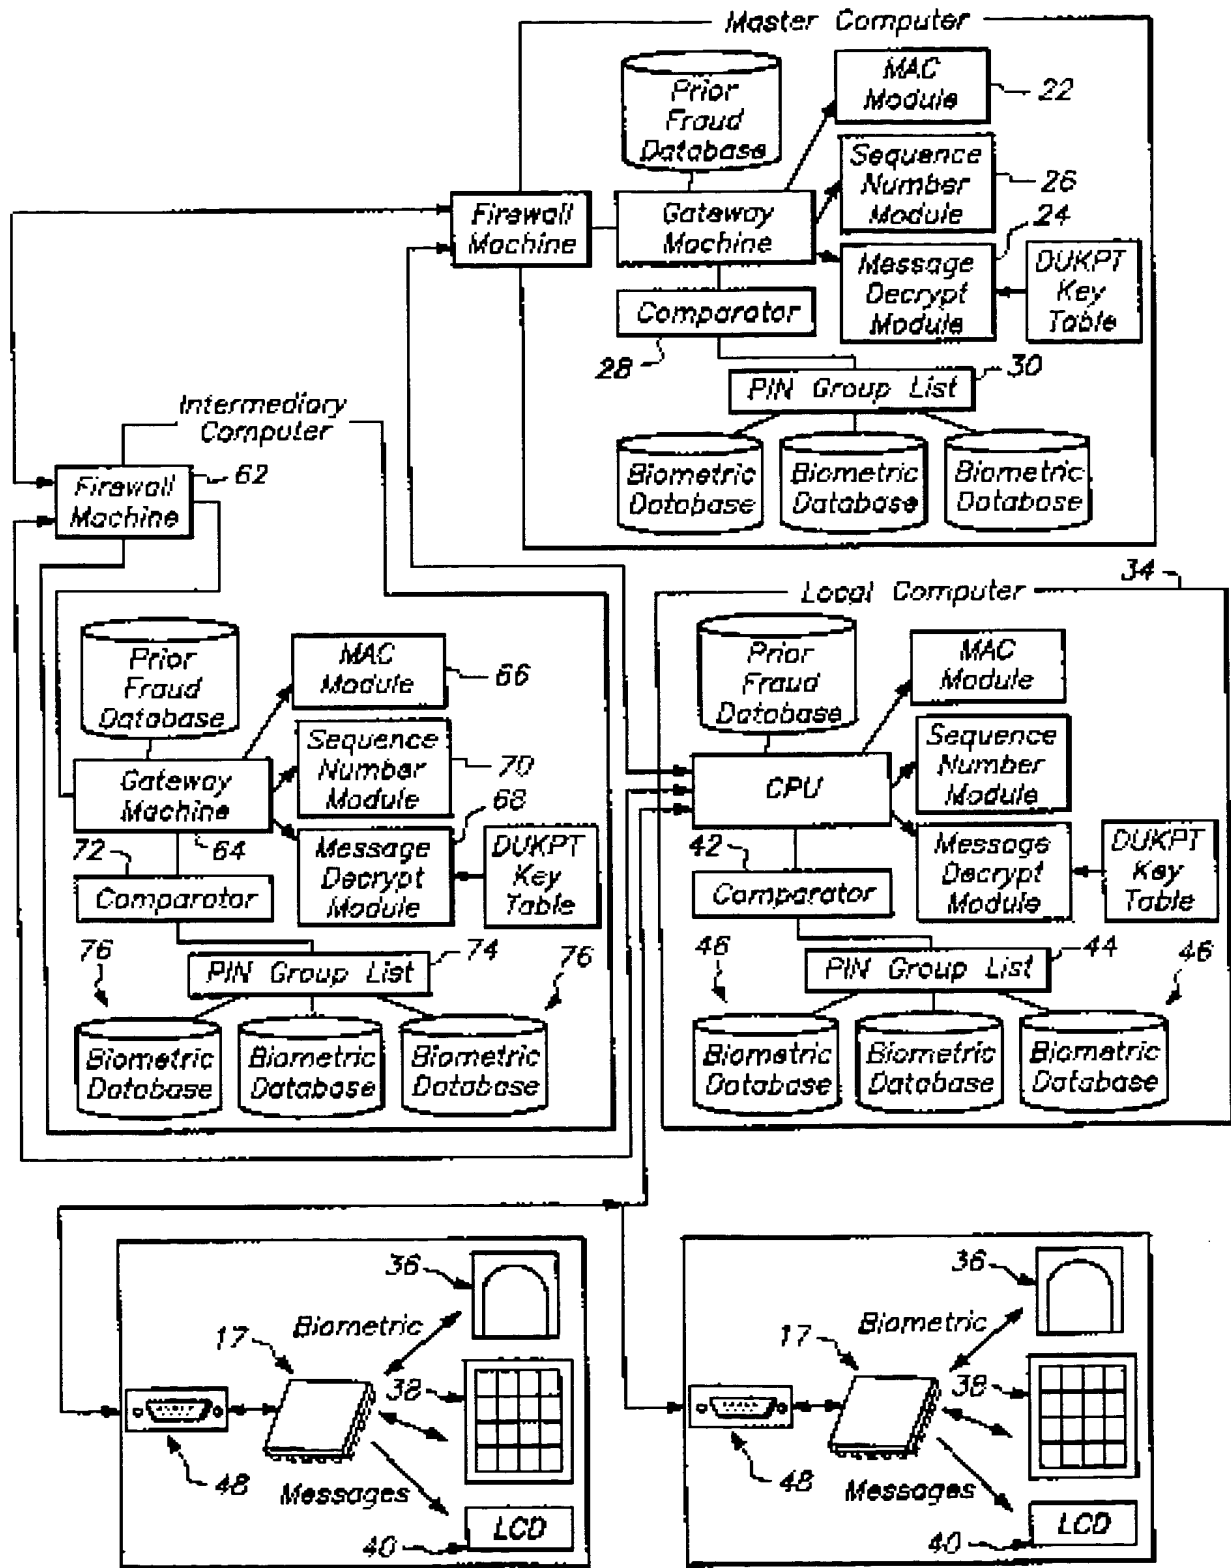 Master Computer
Prior
Fraud
Database
MAC
Module
22
Sequence
Number
Module
26
Firewall
Machine
Gateway
Machine
24
Message
Decrypt
Module
DUKPT
Key
Table
Comparator
28
PIN Group List
30
Biometric
Database
Biometric
Database
Biometric
Database
Intermediary
Computer
Firewall
Machine
62
Prior
Fraud
Database
MAC
Module
66
Sequence
Number
Module
70
Gateway
Machine
64
68
Message
Decrypt
Module
DUKPT
Key
Table
72
Comparator
74
PIN Group List
76
76
Biometric
Database
Biometric
Database
Biometric
Database
34
Local Computer
Prior
Fraud
Database
MAC
Module
Sequence
Number
Module
CPU
Message
Decrypt
Module
DUKPT
Key
Table
42
Comparator
44
PIN Group List
46
46
Biometric
Database
Biometric
Database
Biometric
Database
36
Biometric
17
38
48
Messages
LCD
40
36
Biometric
17
38
48
Messages
LCD
40